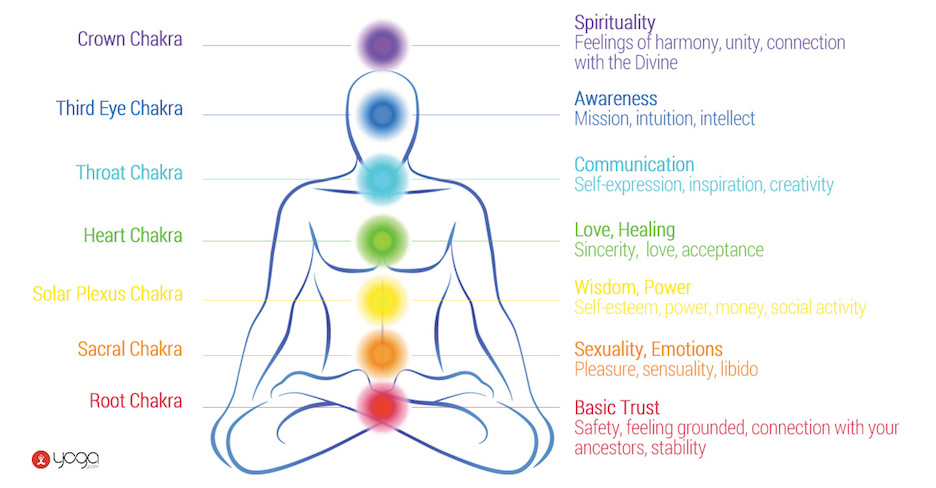 Crown Chakra
Spirituality
Feelings of harmony, unity, connection
with the Divine
Third Eye Chakra
Awareness
Mission, intuition, intellect
Throat Chakra
Communication
Self-expression, inspiration, creativity
Heart Chakra
Love, Healing
Sincerity, love, acceptance
Solar Plexus Chakra
Wisdom, Power
Self-esteem, power, money, social activity
Sacral Chakra
Sexuality, Emotions
Pleasure, sensuality, libido
Root Chakra
Basic Trust
Safety, feeling grounded, connection with your
ancestors, stability
yoga